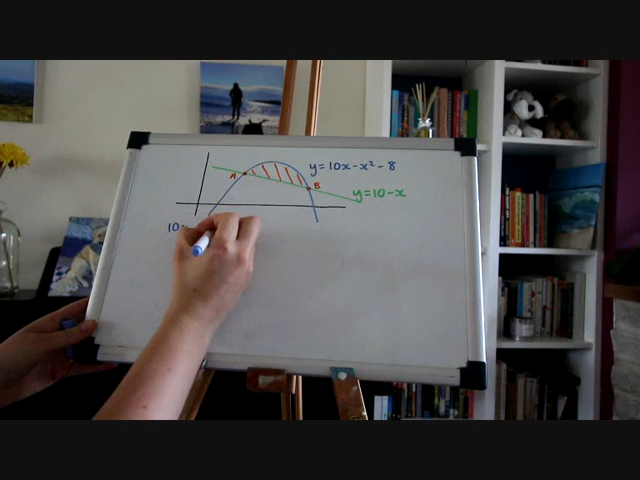 y = 10x - x² - 8
A
B
y = 10 - x
10